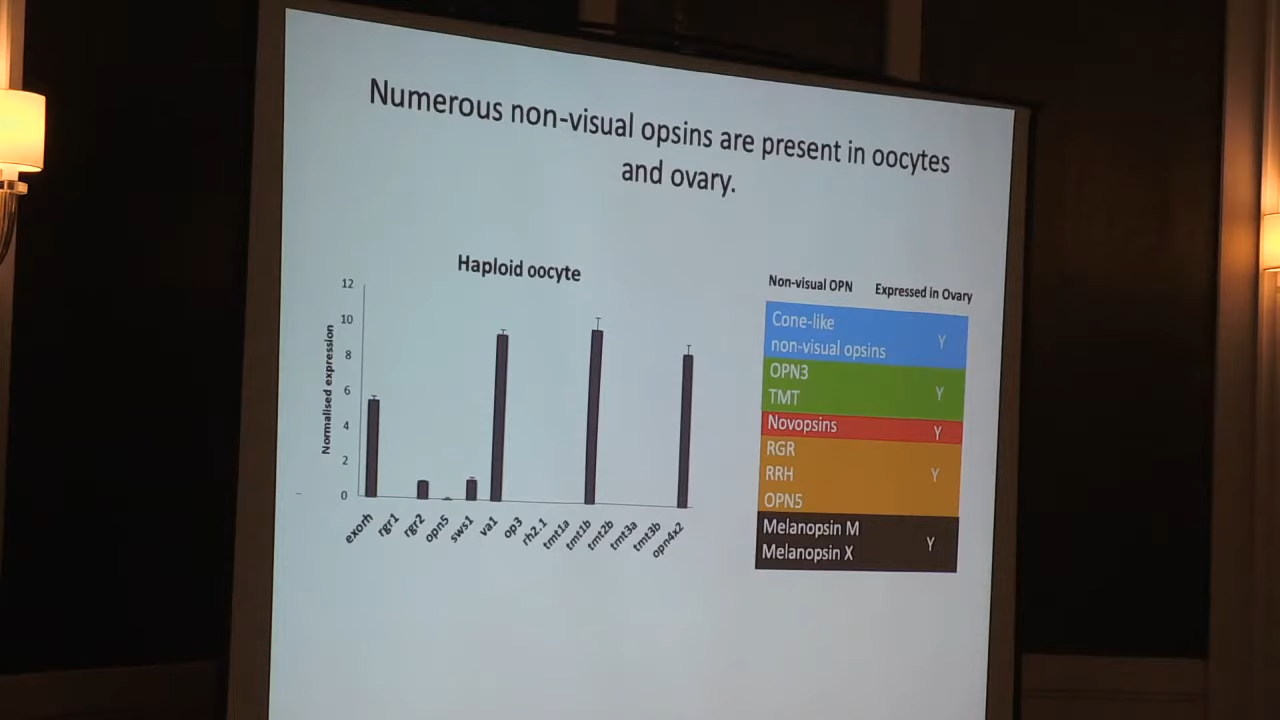 Numerous non-visual opsins are present in oocytes
and ovary.
Haploid oocyte
Normalised expression
12
10
8
6
4
2
0
exorh
rgr1
rgr2
opn5
sws1
va1
op3
rh2.1
tmt1a
tmt1b
tmt2b
tmt3a
tmt3b
opn4x2
Non-visual OPN Expressed in Ovary
Cone-like
non-visual opsins Y
OPN3
TMT Y
Novopsins Y
RGR
RRH Y
OPN5
Melanopsin M
Melanopsin X Y